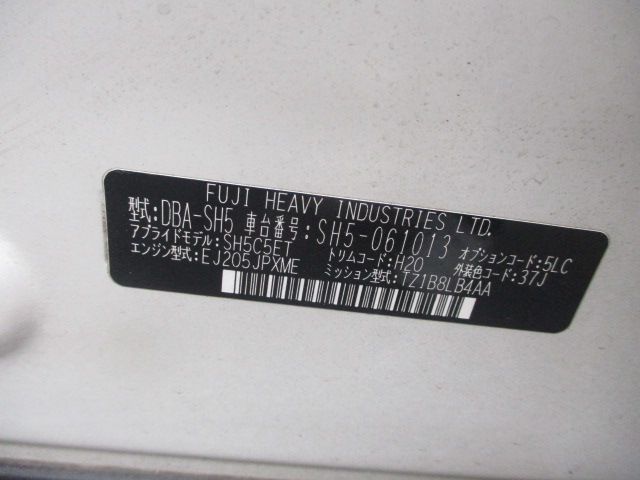 FUJI HEAVY INDUSTRIES LTD.
型式:DBA-SH5 車台番号:SH5-061013 オプションコード:5LC
アプライドモデル:SH5C5ET トリムコード:H20 外装色コード:37J
エンジン型式:EJ205JPXME ミッション型式:TZ1B8LB4AA